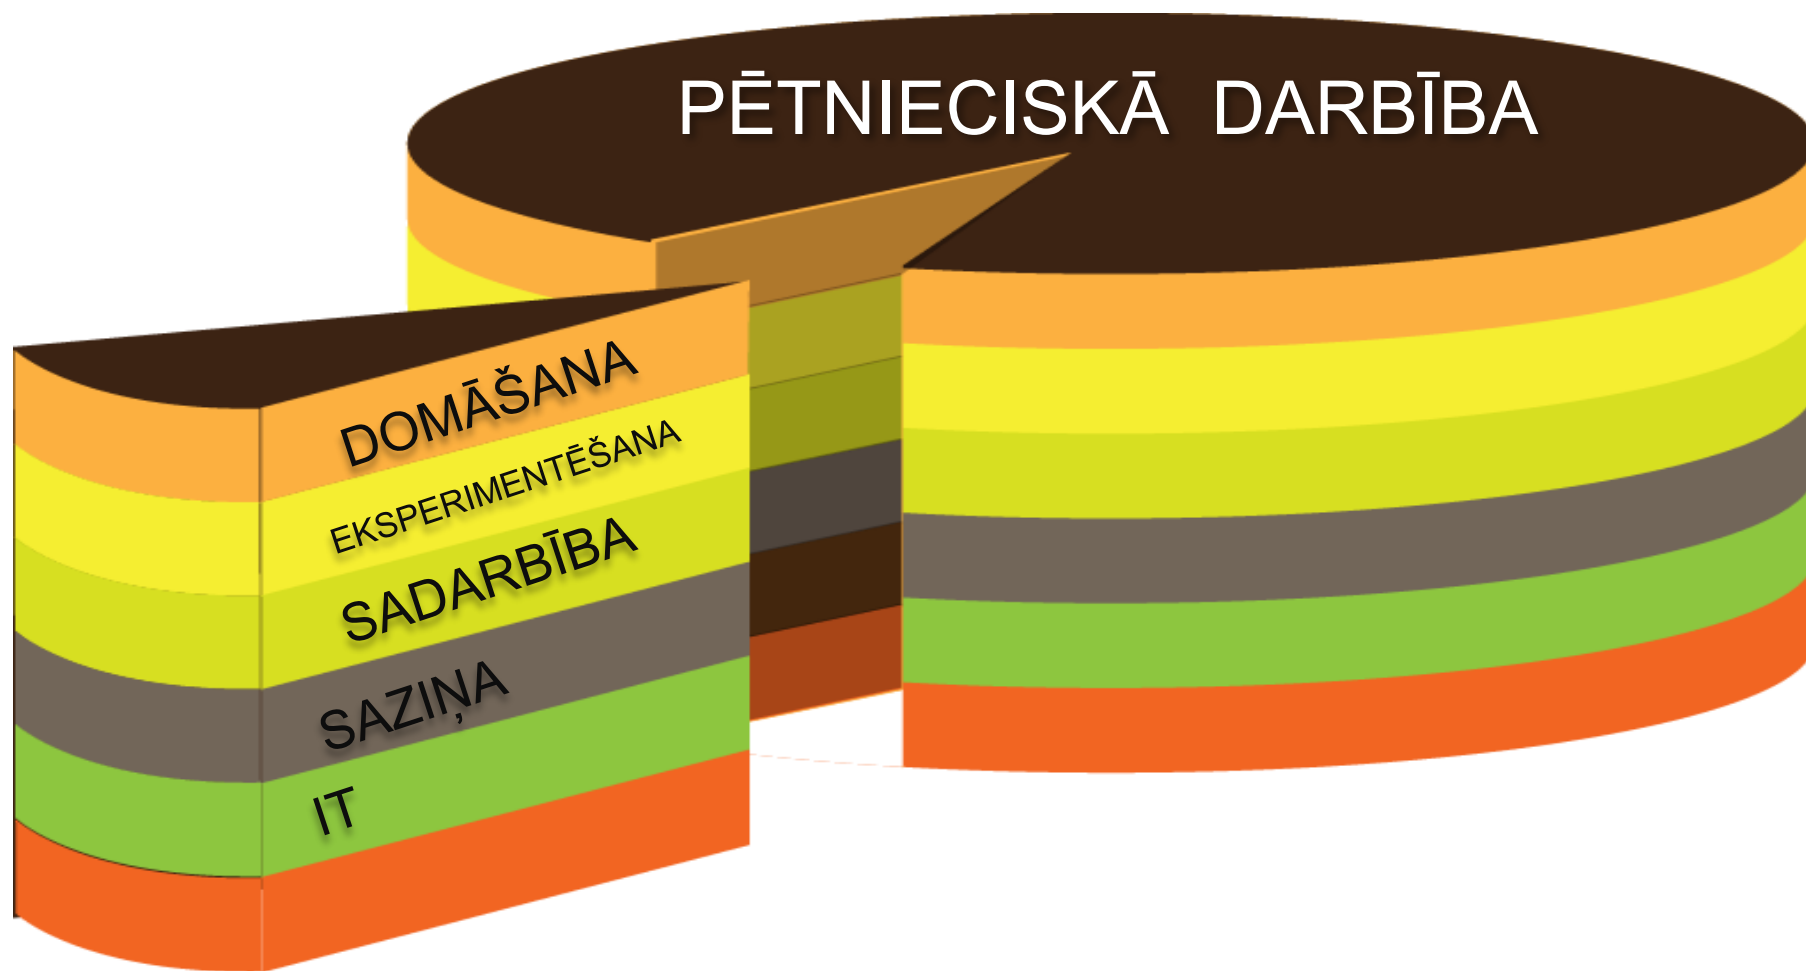 PĒTNIECISKĀ DARBĪBA
DOMĀŠANA
EKSPERIMENTĒŠANA
SADARBĪBA
SAZIŅA
IT